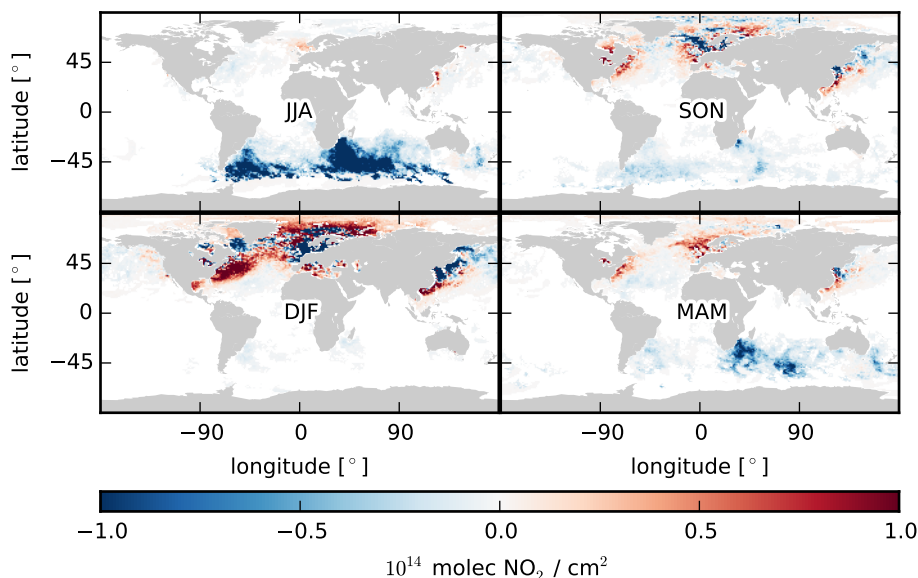 latitude [°]
45
0
−45
JJA
SON
latitude [°]
45
0
−45
DJF
MAM
−90
0
90
−90
0
90
longitude [°]
longitude [°]
−1.0
−0.5
0.0
0.5
1.0
10¹⁴ molec NO₂ / cm²